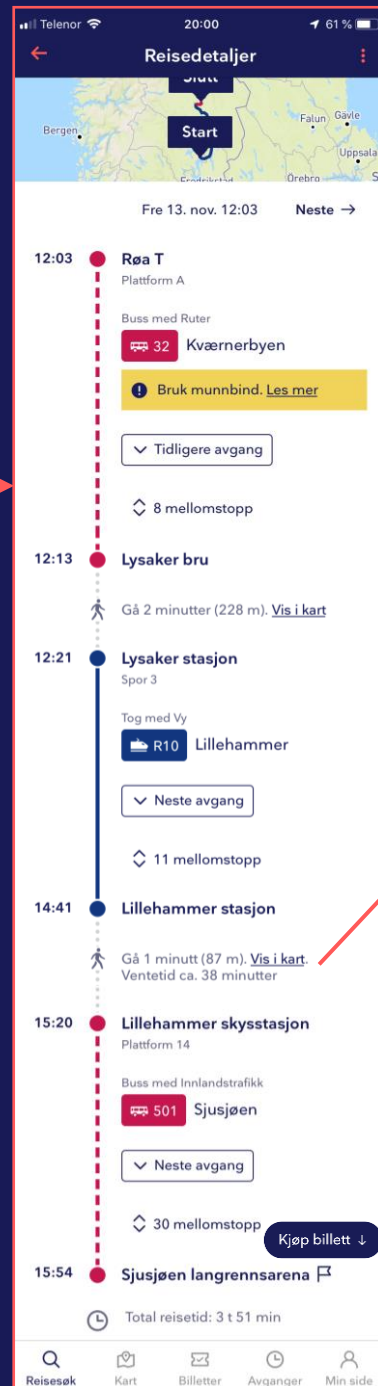 Telenor 20:00 61 %
Reisedetaljer
Slutt
Bergen
Start
Falun Gävle
Uppsala
Fredrikstad Örebro S
Fre 13. nov. 12:03 Neste →
12:03 Røa T
Plattform A
Buss med Ruter
32 Kværnerbyen
Bruk munnbind. Les mer
Tidligere avgang
8 mellomstopp
12:13 Lysaker bru
Gå 2 minutter (228 m). Vis i kart
12:21 Lysaker stasjon
Spor 3
Tog med Vy
R10 Lillehammer
Neste avgang
11 mellomstopp
14:41 Lillehammer stasjon
Gå 1 minutt (87 m). Vis i kart.
Ventetid ca. 38 minutter
15:20 Lillehammer skysstasjon
Plattform 14
Buss med Innlandstrafikk
501 Sjusjøen
Neste avgang
30 mellomstopp
Kjøp billett ↓
15:54 Sjusjøen langrennsarena
Total reisetid: 3 t 51 min
Reisesøk Kart Billetter Avganger Min side